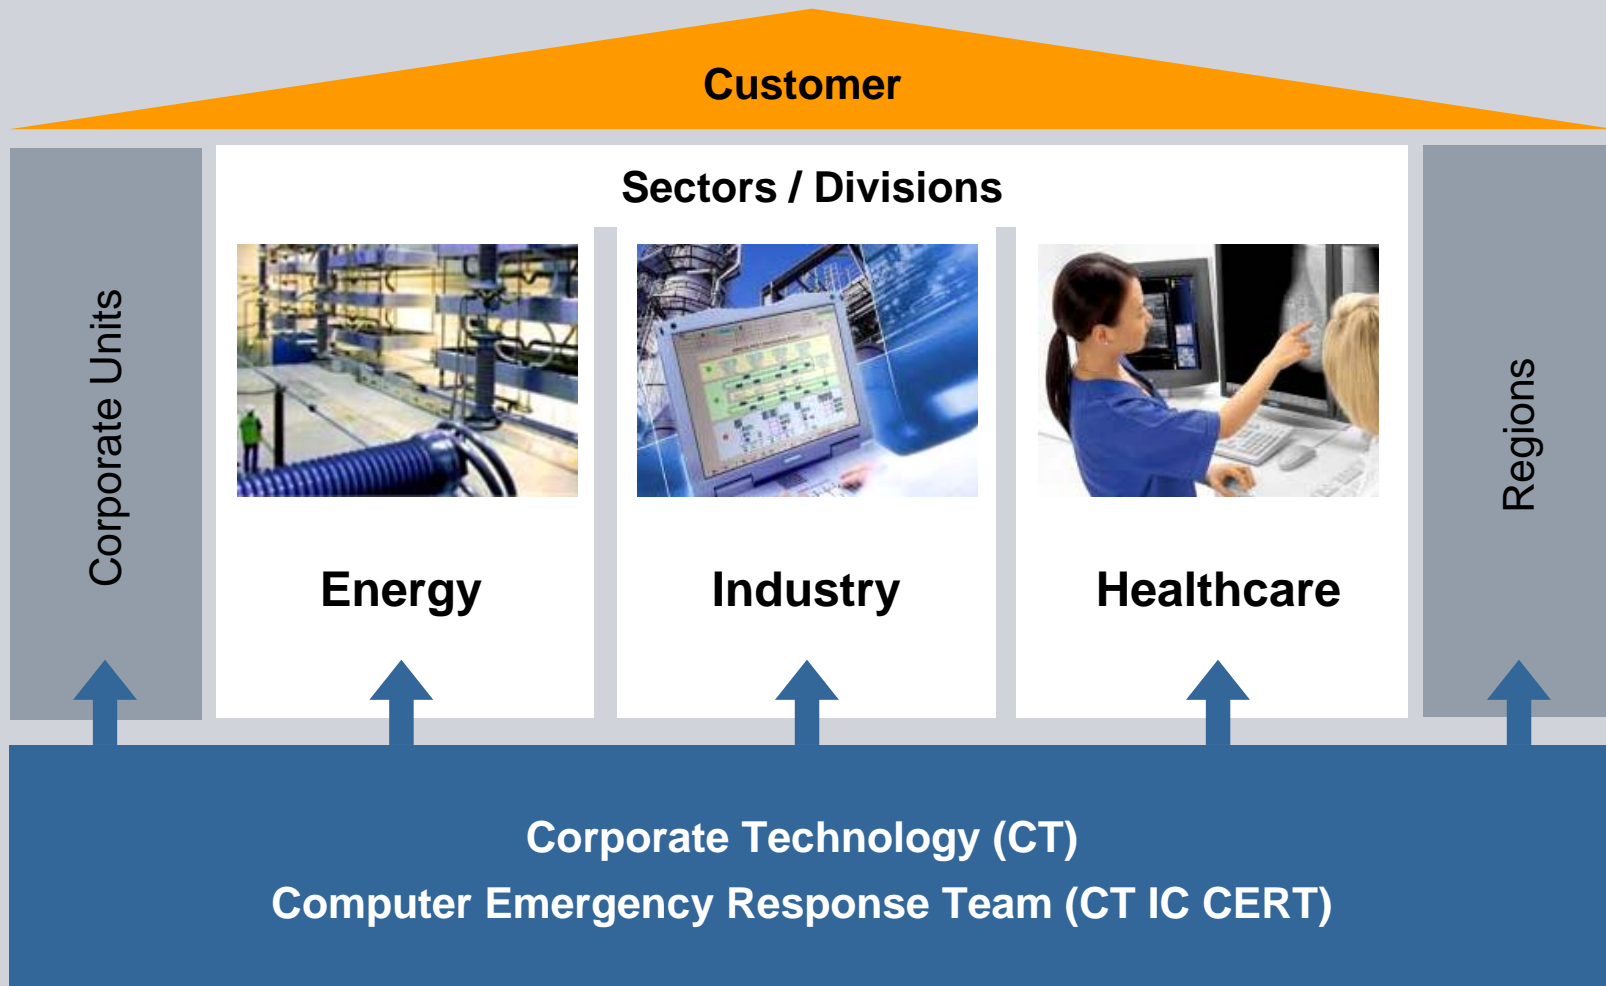 Customer
Sectors / Divisions
Corporate Units
Energy
Industry
Healthcare
Regions
Corporate Technology (CT)
Computer Emergency Response Team (CT IC CERT)